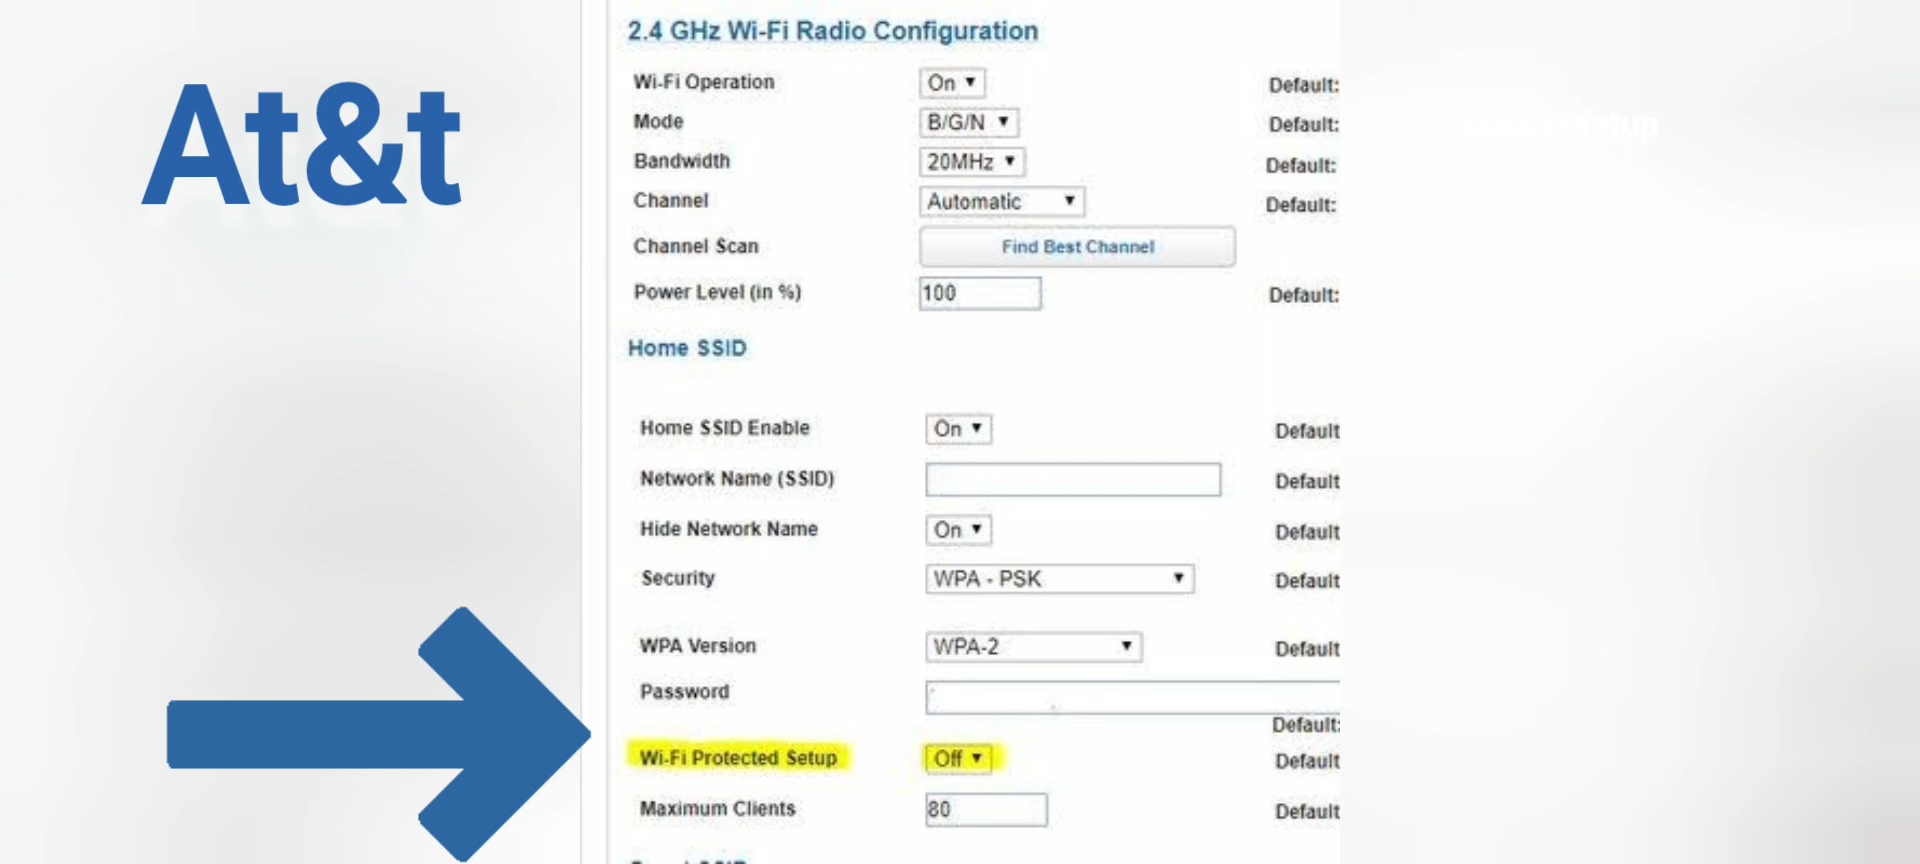 At&t
2.4 GHz Wi-Fi Radio Configuration
Wi-Fi Operation On Default:
Mode B/G/N Default:
Bandwidth 20MHz Default:
Channel Automatic Default:
Channel Scan Find Best Channel
Power Level (in %) 100 Default:
Home SSID
Home SSID Enable On Default
Network Name (SSID) Default
Hide Network Name On Default
Security WPA - PSK Default
WPA Version WPA-2 Default
Password
Default:
Wi-Fi Protected Setup Off Default
Maximum Clients 80 Default